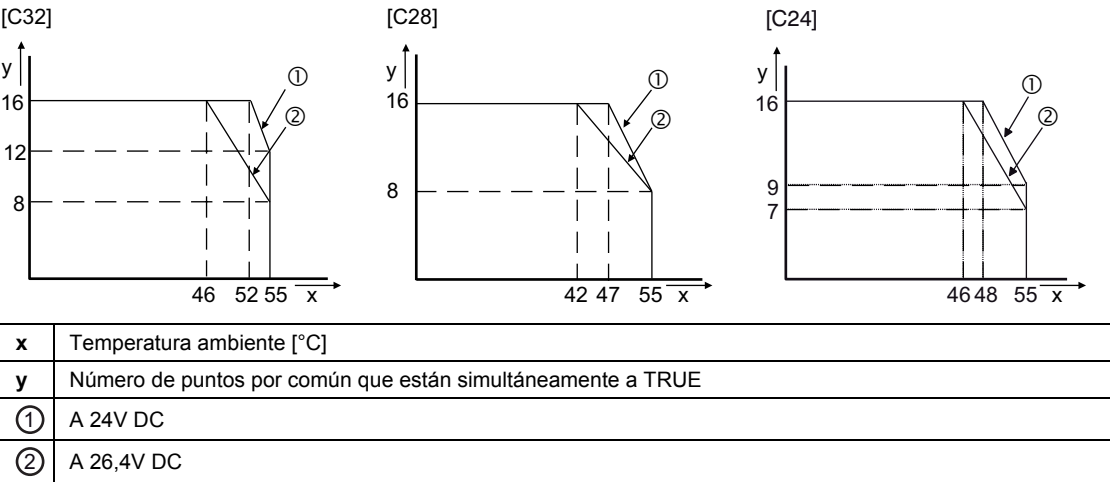 [C32] [C28] [C24]
y y y
① ① ①
16 16 16
② ② ②
12
9
8 8
7
46 52 55 x 42 47 55 x 46 48 55 x
x Temperatura ambiente [°C]
y Número de puntos por común que están simultáneamente a TRUE
① A 24V DC
② A 26,4V DC